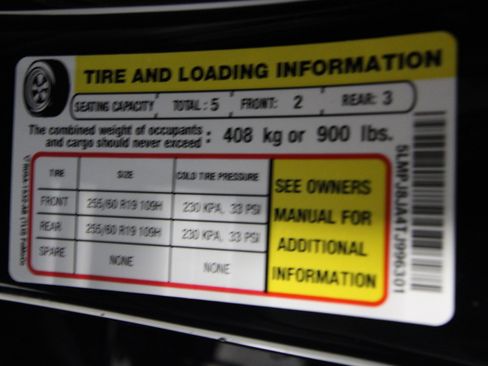 TIRE AND LOADING INFORMATION
SEATING CAPACITY TOTAL: 5 FRONT: 2 REAR: 3
The combined weight of occupants
and cargo should never exceed : 408 kg or 900 lbs.
TIRE SIZE COLD TIRE PRESSURE
FRONT 255/60 R19 109H 230 KPA, 33 PSI
REAR 255/60 R19 109H 230 KPA, 33 PSI
SPARE NONE NONE
SEE OWNERS
MANUAL FOR
ADDITIONAL
INFORMATION